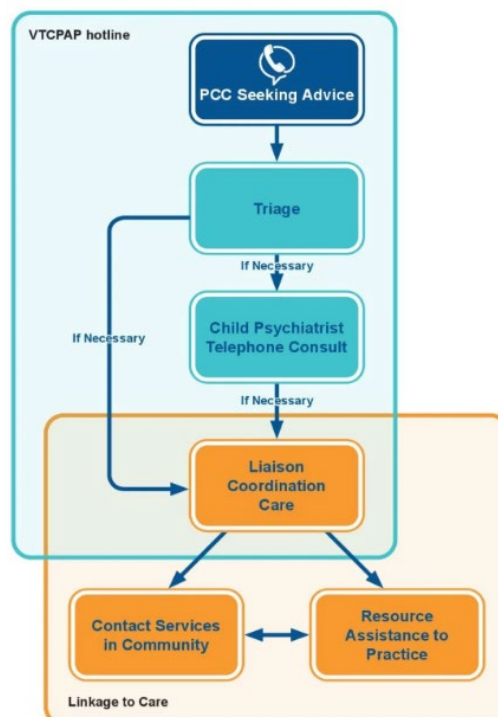 VTCPAP hotline
PCC Seeking Advice
Triage
If Necessary
If Necessary
Child Psychiatrist
Telephone Consult
If Necessary
Liaison
Coordination
Care
Contact Services
in Community
Resource
Assistance to
Practice
Linkage to Care